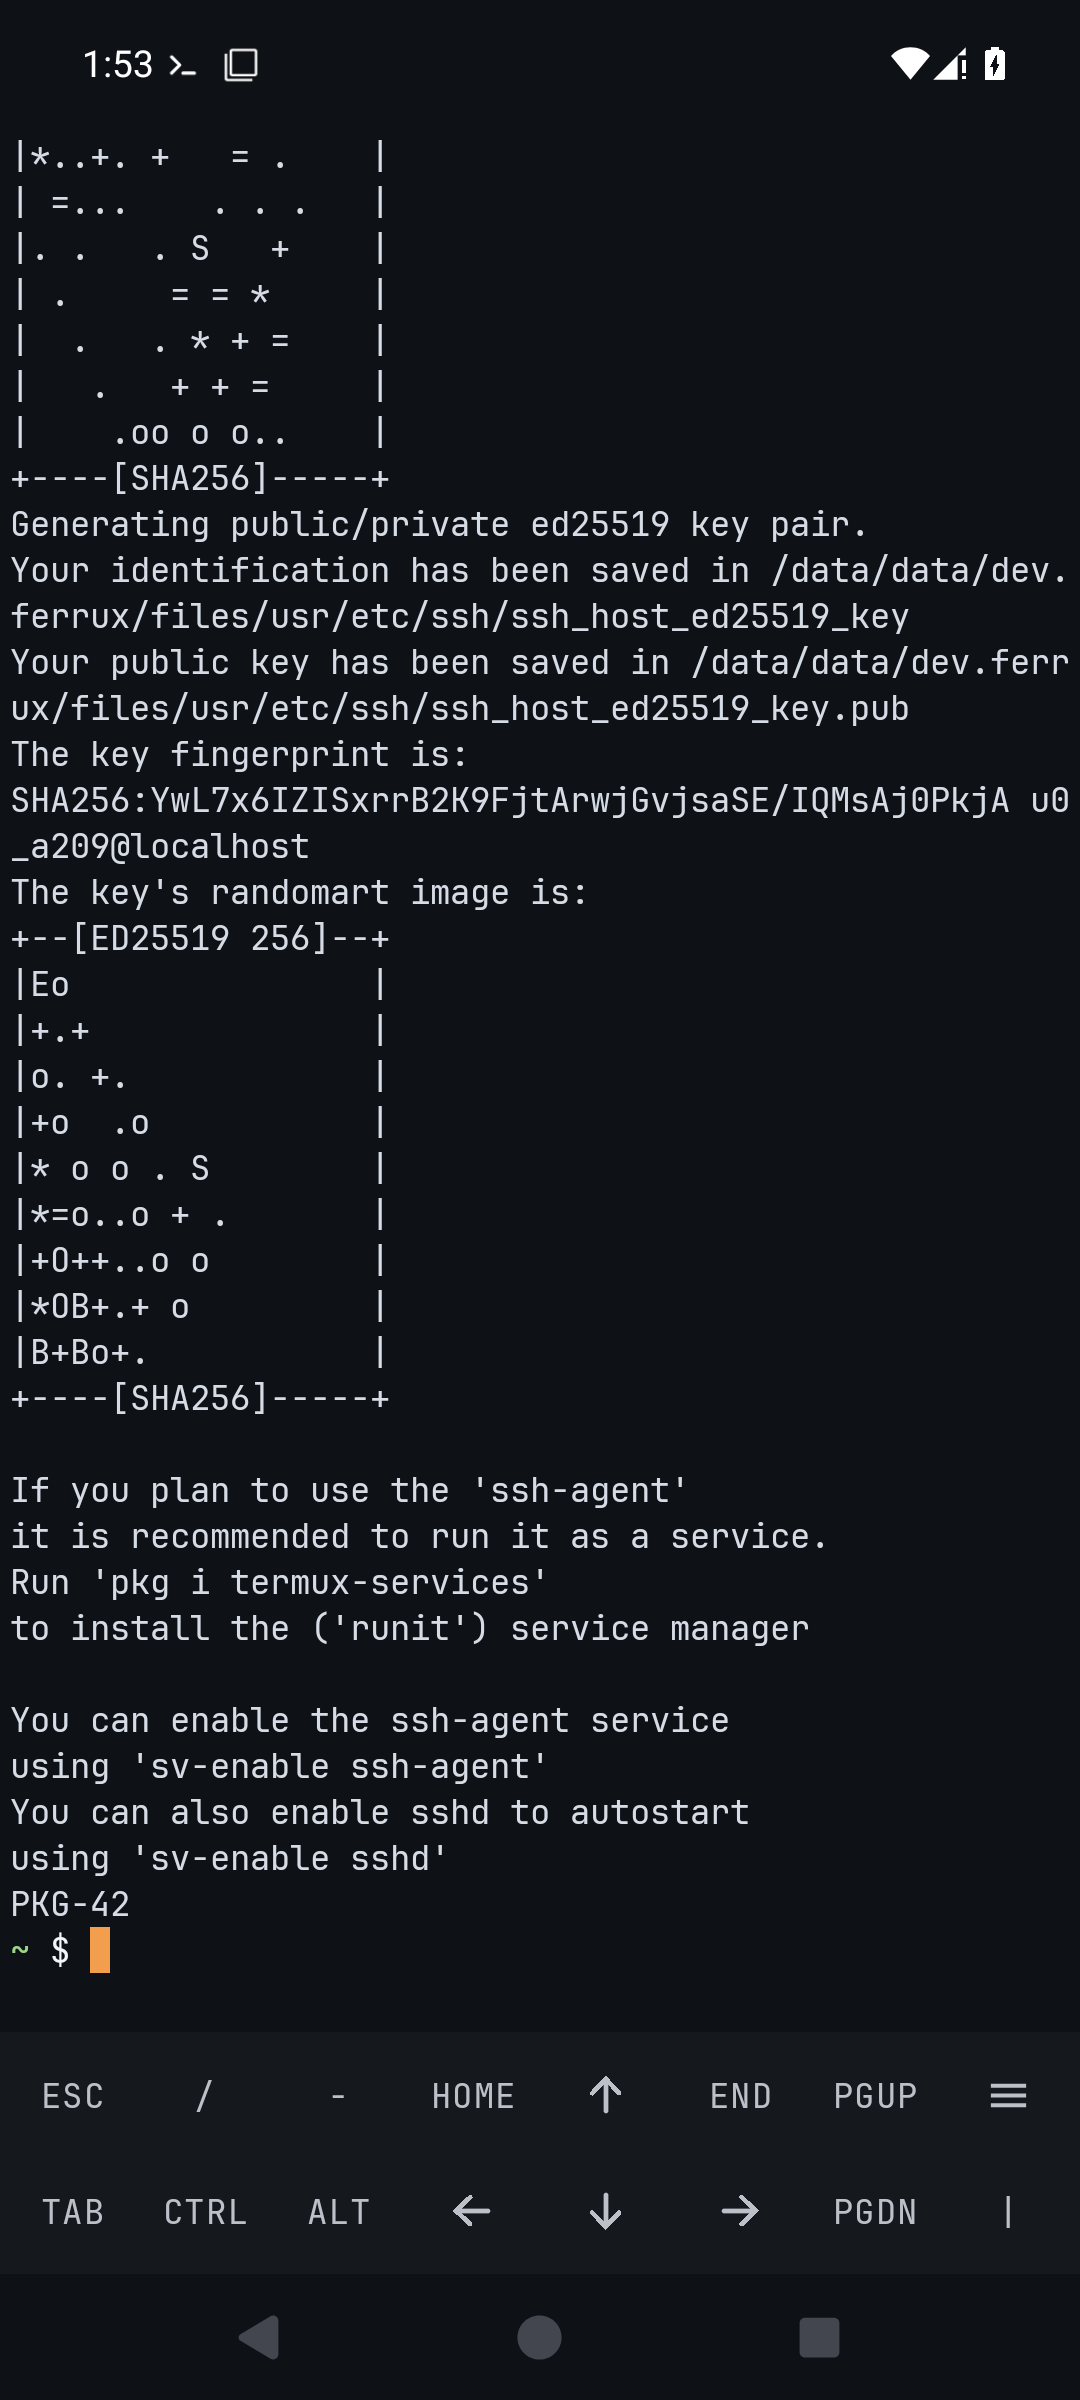 1:53
|*..+. +   = .    |
| =...    . . .   |
|. .   . S   +    |
| .     = = *     |
|  .   . * + =    |
|   .   + + =     |
|    .oo o o..    |
+----[SHA256]-----+
Generating public/private ed25519 key pair.
Your identification has been saved in /data/data/dev.
ferrux/files/usr/etc/ssh/ssh_host_ed25519_key
Your public key has been saved in /data/data/dev.ferr
ux/files/usr/etc/ssh/ssh_host_ed25519_key.pub
The key fingerprint is:
SHA256:YwL7x6IZISxrrB2K9FjtArwjGvjsaSE/IQMsAj0PkjA u0
_a209@localhost
The key's randomart image is:
+--[ED25519 256]--+
|Eo               |
|+.+              |
|o. +.            |
|+o  .o           |
|* o o . S        |
|*=o..o + .       |
|+O++..o o        |
|*OB+.+ o         |
|B+Bo+.           |
+----[SHA256]-----+
If you plan to use the 'ssh-agent'
it is recommended to run it as a service.
Run 'pkg i termux-services'
to install the ('runit') service manager
You can enable the ssh-agent service
using 'sv-enable ssh-agent'
You can also enable sshd to autostart
using 'sv-enable sshd'
PKG-42
~ $
ESC / - HOME ↑ END PGUP ☰
TAB CTRL ALT ← ↓ → PGDN |